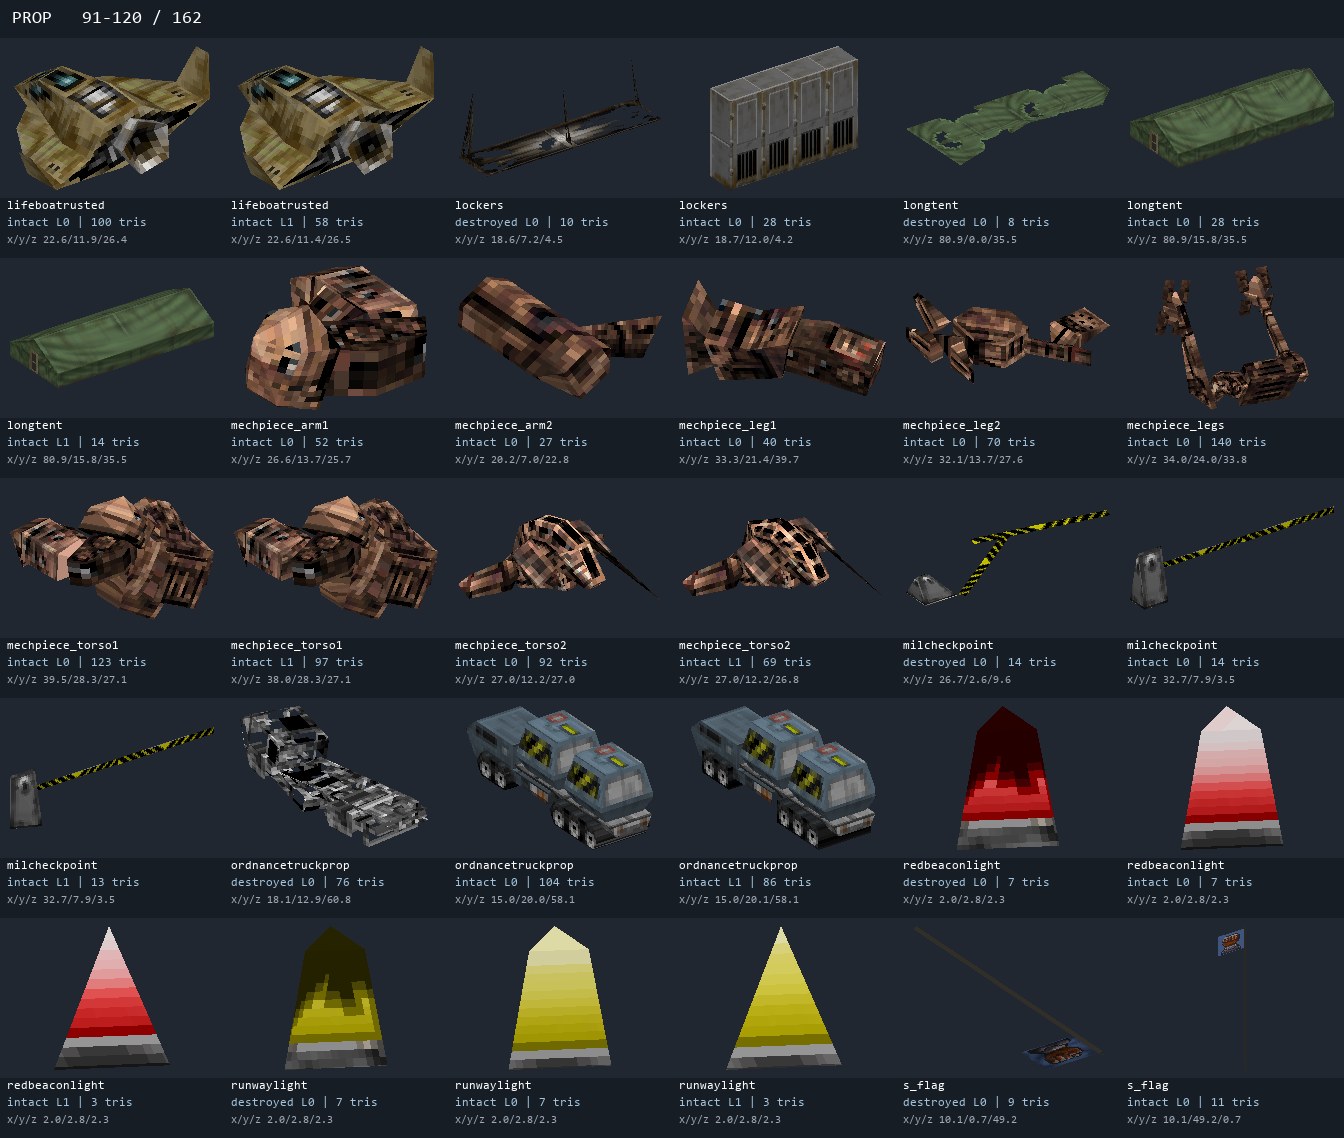 PROP 91-120 / 162
lifeboatrusted
intact L0 | 100 tris
x/y/z 22.6/11.9/26.4
lifeboatrusted
intact L1 | 58 tris
x/y/z 22.6/11.4/26.5
lockers
destroyed L0 | 10 tris
x/y/z 18.6/7.2/4.5
lockers
intact L0 | 28 tris
x/y/z 18.7/12.0/4.2
longtent
destroyed L0 | 8 tris
x/y/z 80.9/0.0/35.5
longtent
intact L0 | 28 tris
x/y/z 80.9/15.8/35.5
longtent
intact L1 | 14 tris
x/y/z 80.9/15.8/35.5
mechpiece_arm1
intact L0 | 52 tris
x/y/z 26.6/13.7/25.7
mechpiece_arm2
intact L0 | 27 tris
x/y/z 20.2/7.0/22.8
mechpiece_leg1
intact L0 | 40 tris
x/y/z 33.3/21.4/39.7
mechpiece_leg2
intact L0 | 70 tris
x/y/z 32.1/13.7/27.6
mechpiece_legs
intact L0 | 140 tris
x/y/z 34.0/24.0/33.8
mechpiece_torso1
intact L0 | 123 tris
x/y/z 39.5/28.3/27.1
mechpiece_torso1
intact L1 | 97 tris
x/y/z 38.0/28.3/27.1
mechpiece_torso2
intact L0 | 92 tris
x/y/z 27.0/12.2/27.0
mechpiece_torso2
intact L1 | 69 tris
x/y/z 27.0/12.2/26.8
milcheckpoint
destroyed L0 | 14 tris
x/y/z 26.7/2.6/9.6
milcheckpoint
intact L0 | 14 tris
x/y/z 32.7/7.9/3.5
milcheckpoint
intact L1 | 13 tris
x/y/z 32.7/7.9/3.5
ordnancetruckprop
destroyed L0 | 76 tris
x/y/z 18.1/12.9/60.8
ordnancetruckprop
intact L0 | 104 tris
x/y/z 15.0/20.0/58.1
ordnancetruckprop
intact L1 | 86 tris
x/y/z 15.0/20.1/58.1
redbeaconlight
destroyed L0 | 7 tris
x/y/z 2.0/2.8/2.3
redbeaconlight
intact L0 | 7 tris
x/y/z 2.0/2.8/2.3
redbeaconlight
intact L1 | 3 tris
x/y/z 2.0/2.8/2.3
runwaylight
destroyed L0 | 7 tris
x/y/z 2.0/2.8/2.3
runwaylight
intact L0 | 7 tris
x/y/z 2.0/2.8/2.3
runwaylight
intact L1 | 3 tris
x/y/z 2.0/2.8/2.3
s_flag
destroyed L0 | 9 tris
x/y/z 10.1/0.7/49.2
s_flag
intact L0 | 11 tris
x/y/z 10.1/49.2/0.7